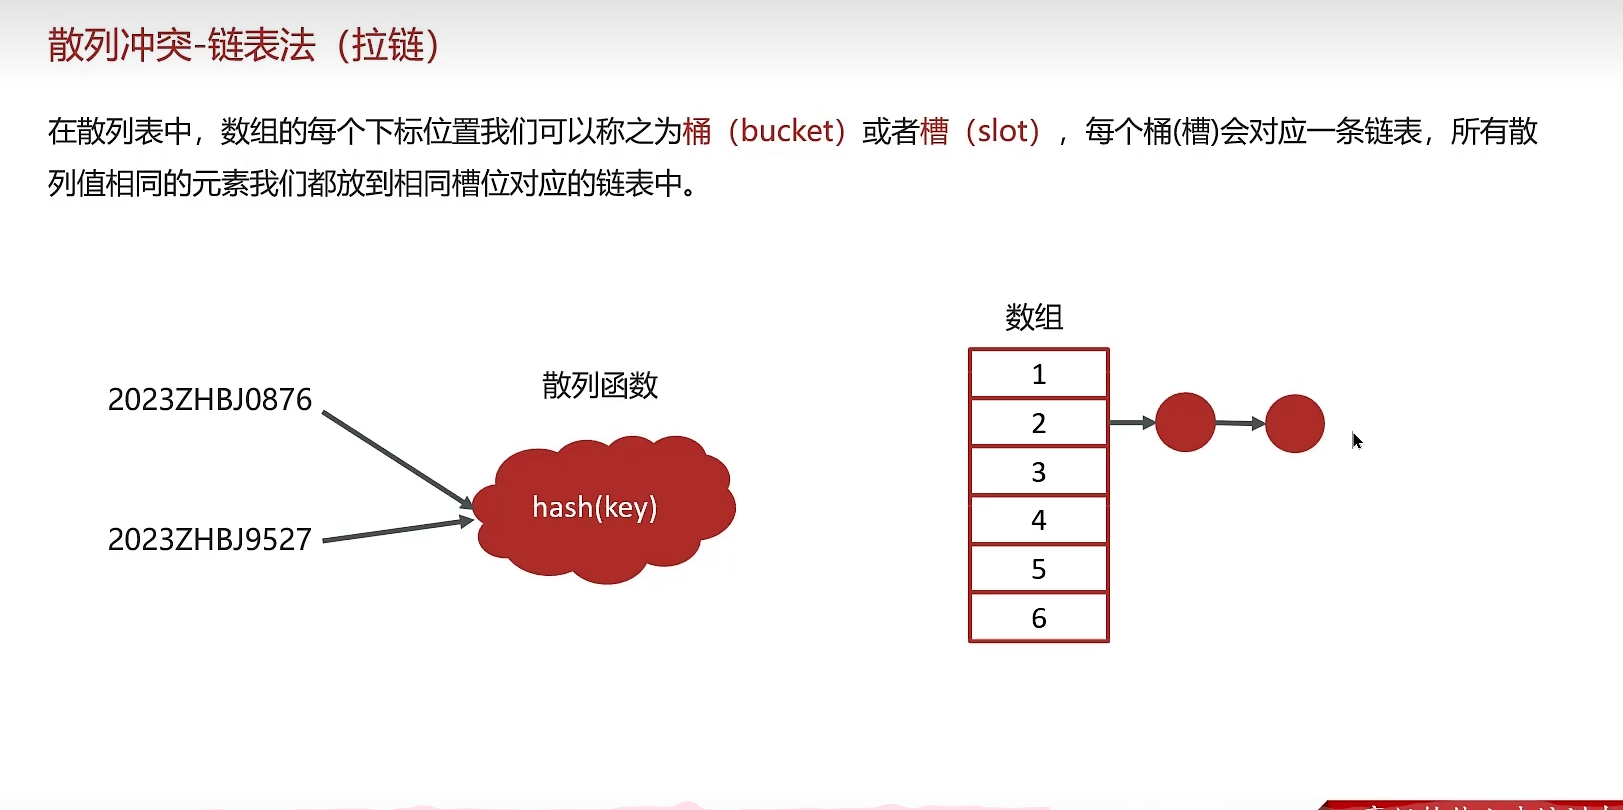 散列冲突-链表法（拉链）
在散列表中，数组的每个下标位置我们可以称之为桶（bucket）或者槽（slot），每个桶(槽)会对应一条链表，所有散
列值相同的元素我们都放到相同槽位对应的链表中。
数组
散列函数
2023ZHBJ0876
2023ZHBJ9527
hash(key)
1
2
3
4
5
6